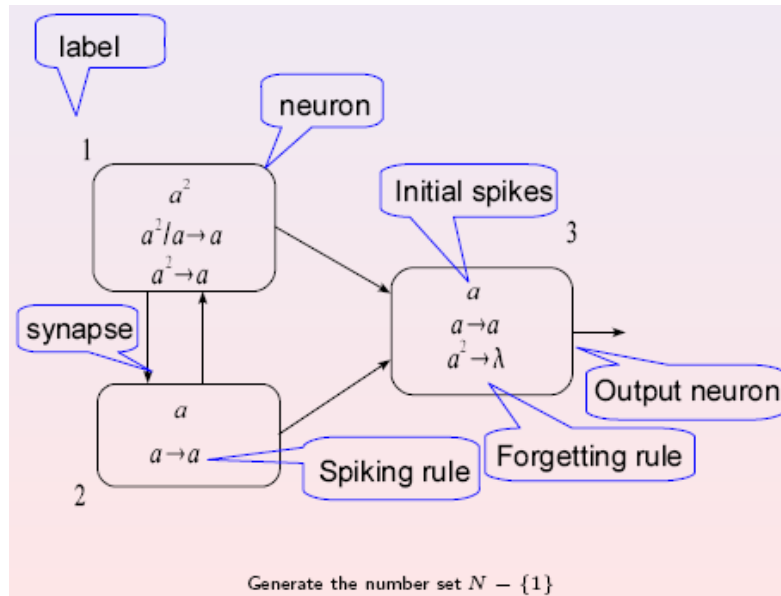 label
neuron
1
a²
a²/a→a
a²→a
Initial spikes
3
a
a→a
a²→λ
synapse
Output neuron
a
a→a
2
Spiking rule
Forgetting rule
Generate the number set N − {1}